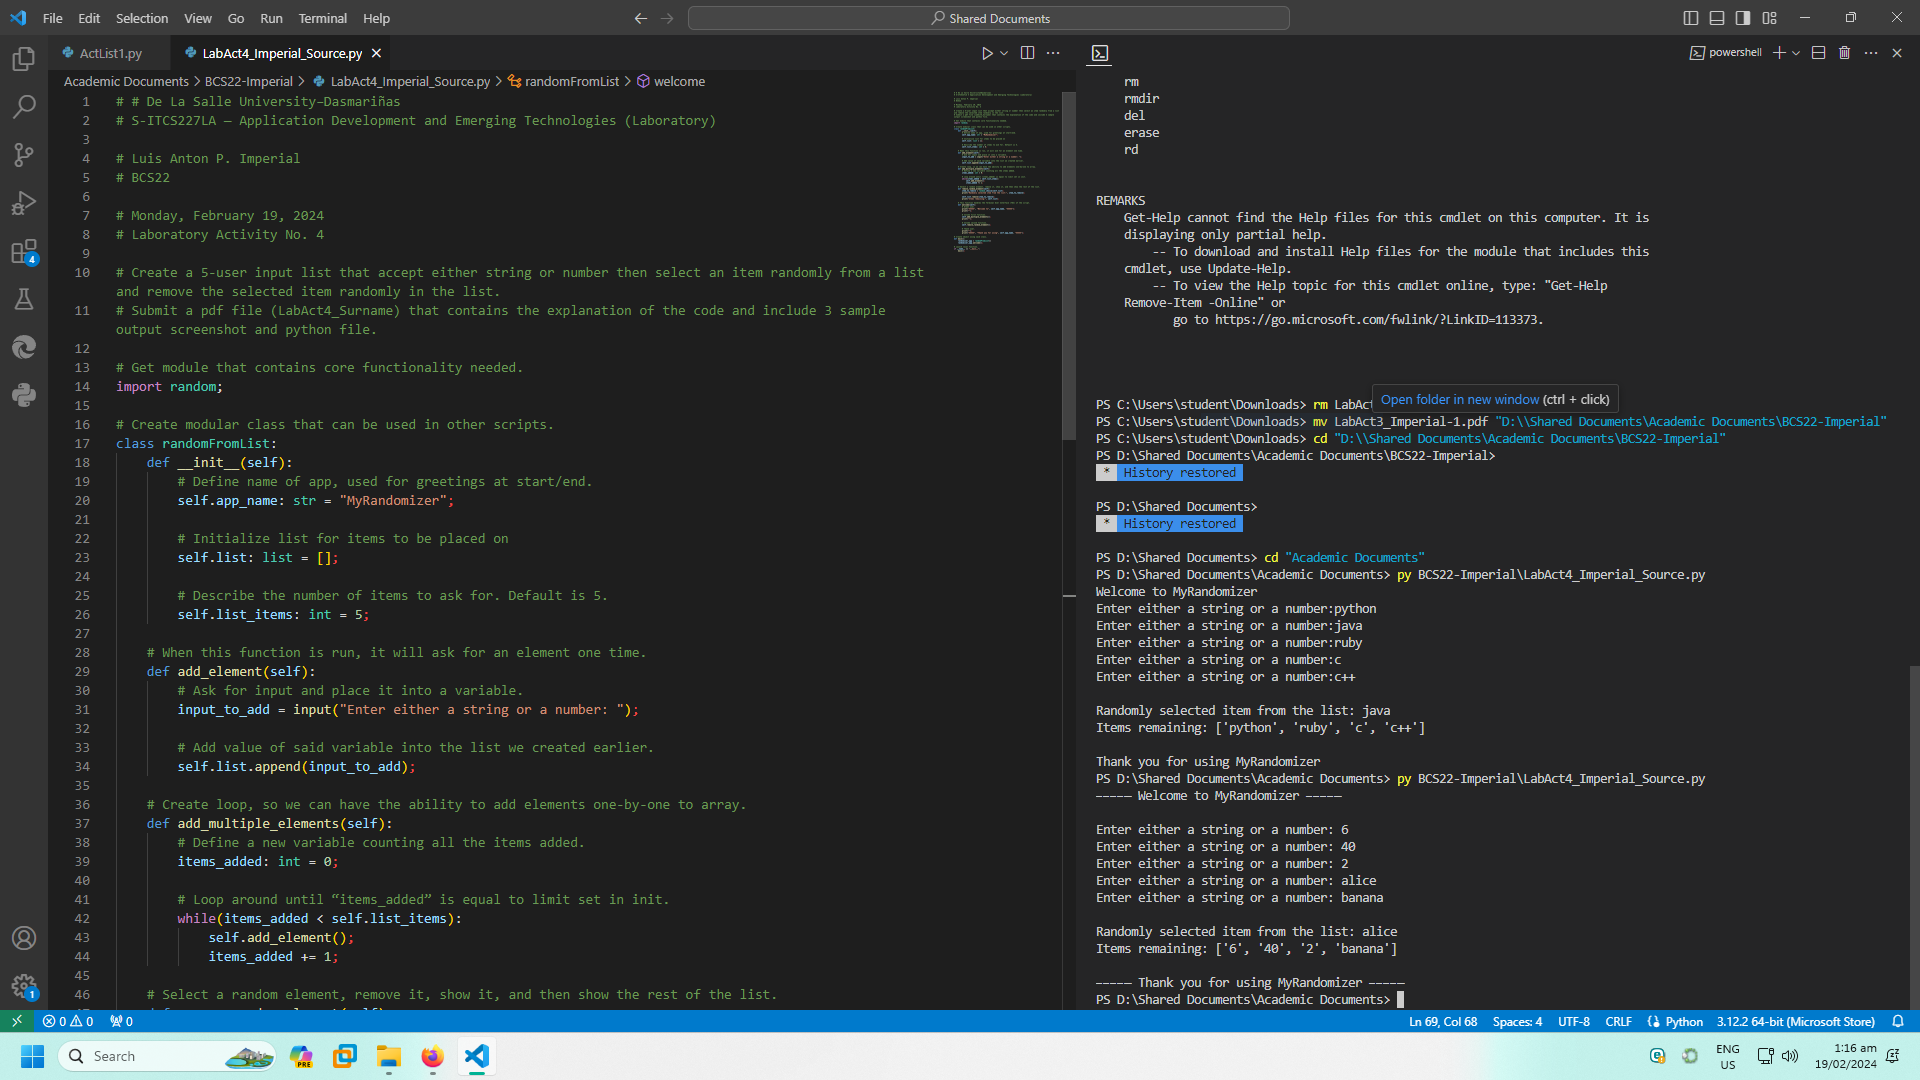 File Edit Selection View Go Run Terminal Help
Shared Documents
ActList1.py
LabAct4_Imperial_Source.py
powershell
Academic Documents > BCS22-Imperial > LabAct4_Imperial_Source.py > randomFromList > welcome
1 # # De La Salle University–Dasmariñas
2 # S-ITCS227LA — Application Development and Emerging Technologies (Laboratory)
3
4 # Luis Anton P. Imperial
5 # BCS22
6
7 # Monday, February 19, 2024
8 # Laboratory Activity No. 4
9
10 # Create a 5-user input list that accept either string or number then select an item randomly from a list
and remove the selected item randomly in the list.
11 # Submit a pdf file (LabAct4_Surname) that contains the explanation of the code and include 3 sample
output screenshot and python file.
12
13 # Get module that contains core functionality needed.
14 import random;
15
16 # Create modular class that can be used in other scripts.
17 class randomFromList:
18 def __init__(self):
19 # Define name of app, used for greetings at start/end.
20 self.app_name: str = "MyRandomizer";
21
22 # Initialize list for items to be placed on
23 self.list: list = [];
24
25 # Describe the number of items to ask for. Default is 5.
26 self.list_items: int = 5;
27
28 # When this function is run, it will ask for an element one time.
29 def add_element(self):
30 # Ask for input and place it into a variable.
31 input_to_add = input("Enter either a string or a number: ");
32
33 # Add value of said variable into the list we created earlier.
34 self.list.append(input_to_add);
35
36 # Create loop, so we can have the ability to add elements one-by-one to array.
37 def add_multiple_elements(self):
38 # Define a new variable counting all the items added.
39 items_added: int = 0;
40
41 # Loop around until “items_added” is equal to limit set in init.
42 while(items_added < self.list_items):
43 self.add_element();
44 items_added += 1;
45
46 # Select a random element, remove it, show it, and then show the rest of the list.
rm
rmdir
del
erase
rd
REMARKS
Get-Help cannot find the Help files for this cmdlet on this computer. It is
displaying only partial help.
-- To download and install Help files for the module that includes this
cmdlet, use Update-Help.
-- To view the Help topic for this cmdlet online, type: "Get-Help
Remove-Item -Online" or
go to https://go.microsoft.com/fwlink/?LinkID=113373.
Open folder in new window (ctrl + click)
PS C:\Users\student\Downloads> rm LabAct
PS C:\Users\student\Downloads> mv LabAct3_Imperial-1.pdf "D:\\Shared Documents\Academic Documents\BCS22-Imperial"
PS C:\Users\student\Downloads> cd "D:\\Shared Documents\Academic Documents\BCS22-Imperial"
PS D:\Shared Documents\Academic Documents\BCS22-Imperial>
* History restored
PS D:\Shared Documents>
* History restored
PS D:\Shared Documents> cd "Academic Documents"
PS D:\Shared Documents\Academic Documents> py BCS22-Imperial\LabAct4_Imperial_Source.py
Welcome to MyRandomizer
Enter either a string or a number:python
Enter either a string or a number:java
Enter either a string or a number:ruby
Enter either a string or a number:c
Enter either a string or a number:c++
Randomly selected item from the list: java
Items remaining: ['python', 'ruby', 'c', 'c++']
Thank you for using MyRandomizer
PS D:\Shared Documents\Academic Documents> py BCS22-Imperial\LabAct4_Imperial_Source.py
————— Welcome to MyRandomizer —————
Enter either a string or a number: 6
Enter either a string or a number: 40
Enter either a string or a number: 2
Enter either a string or a number: alice
Enter either a string or a number: banana
Randomly selected item from the list: alice
Items remaining: ['6', '40', '2', 'banana']
————— Thank you for using MyRandomizer —————
PS D:\Shared Documents\Academic Documents>
4
1
0 0 0
Ln 69, Col 68 Spaces: 4 UTF-8 CRLF Python 3.12.2 64-bit (Microsoft Store)
Search
PRE
ENG
US
1:16 am
19/02/2024